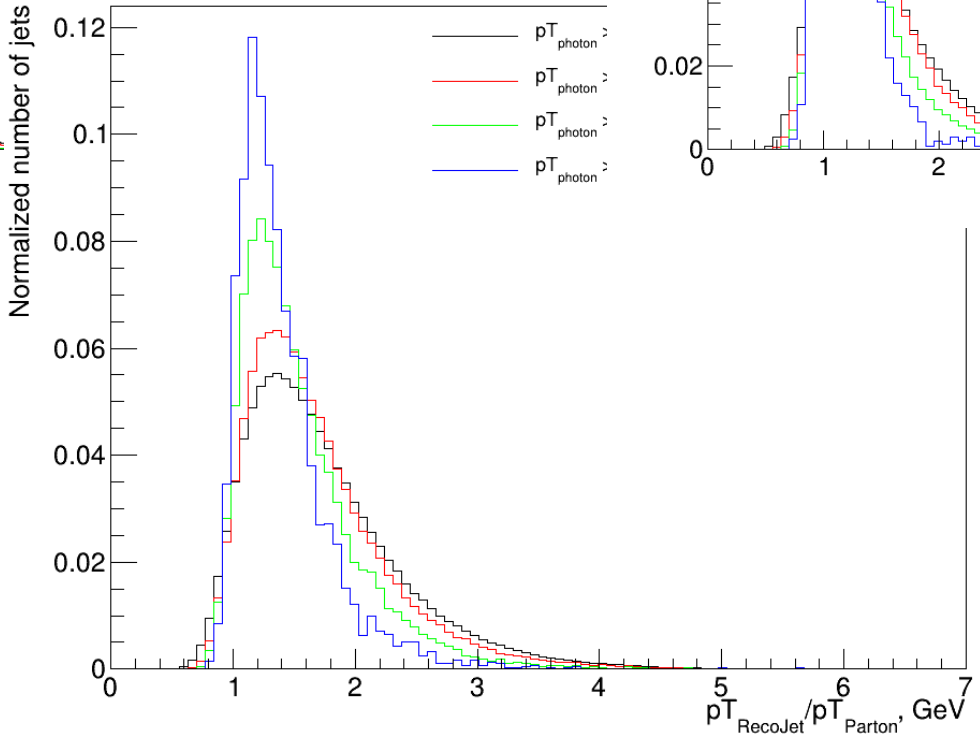 Normalized number of jets
0.12
0.1
0.08
0.06
0.04
0.02
0
pT_photon >
pT_photon >
pT_photon >
pT_photon >
0.02
0
0 1 2
0 1 2 3 4 5 6 7
pT_RecoJet/pT_Parton, GeV